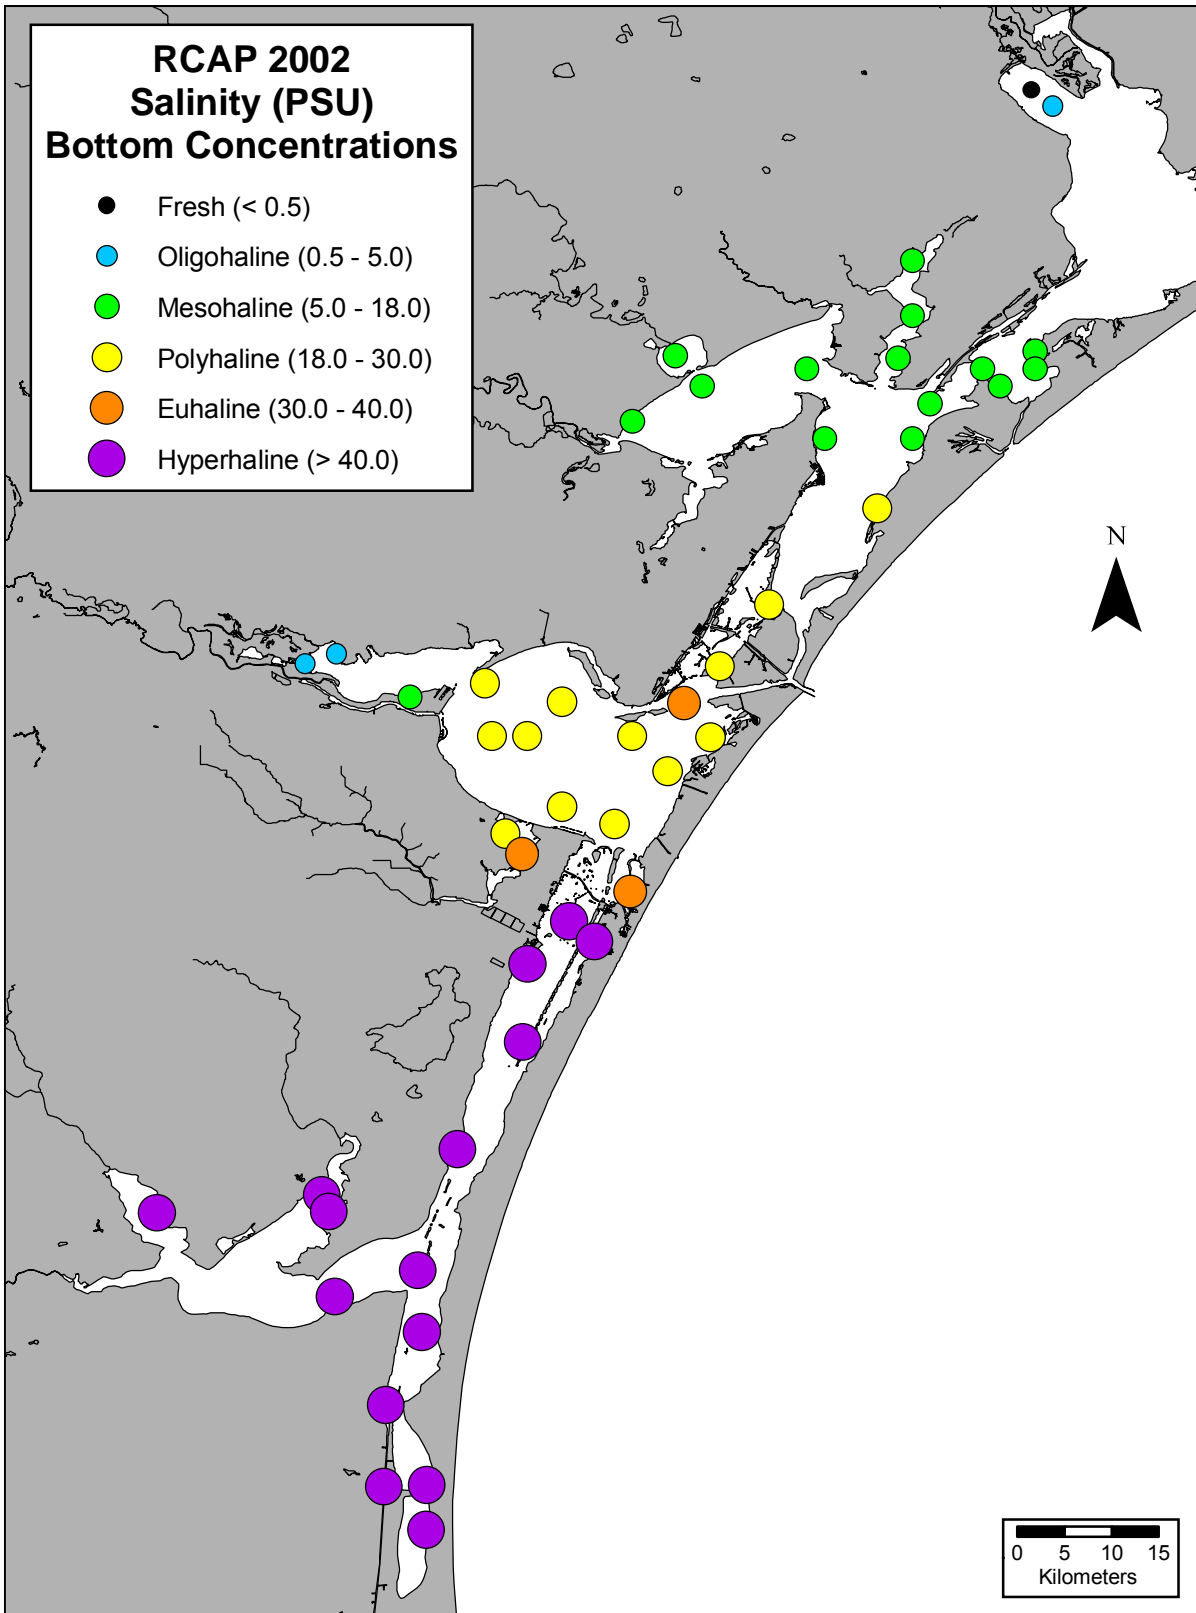 RCAP 2002
Salinity (PSU)
Bottom Concentrations
Fresh (< 0.5)
Oligohaline (0.5 - 5.0)
Mesohaline (5.0 - 18.0)
Polyhaline (18.0 - 30.0)
Euhaline (30.0 - 40.0)
Hyperhaline (> 40.0)
N
0 5 10 15
Kilometers